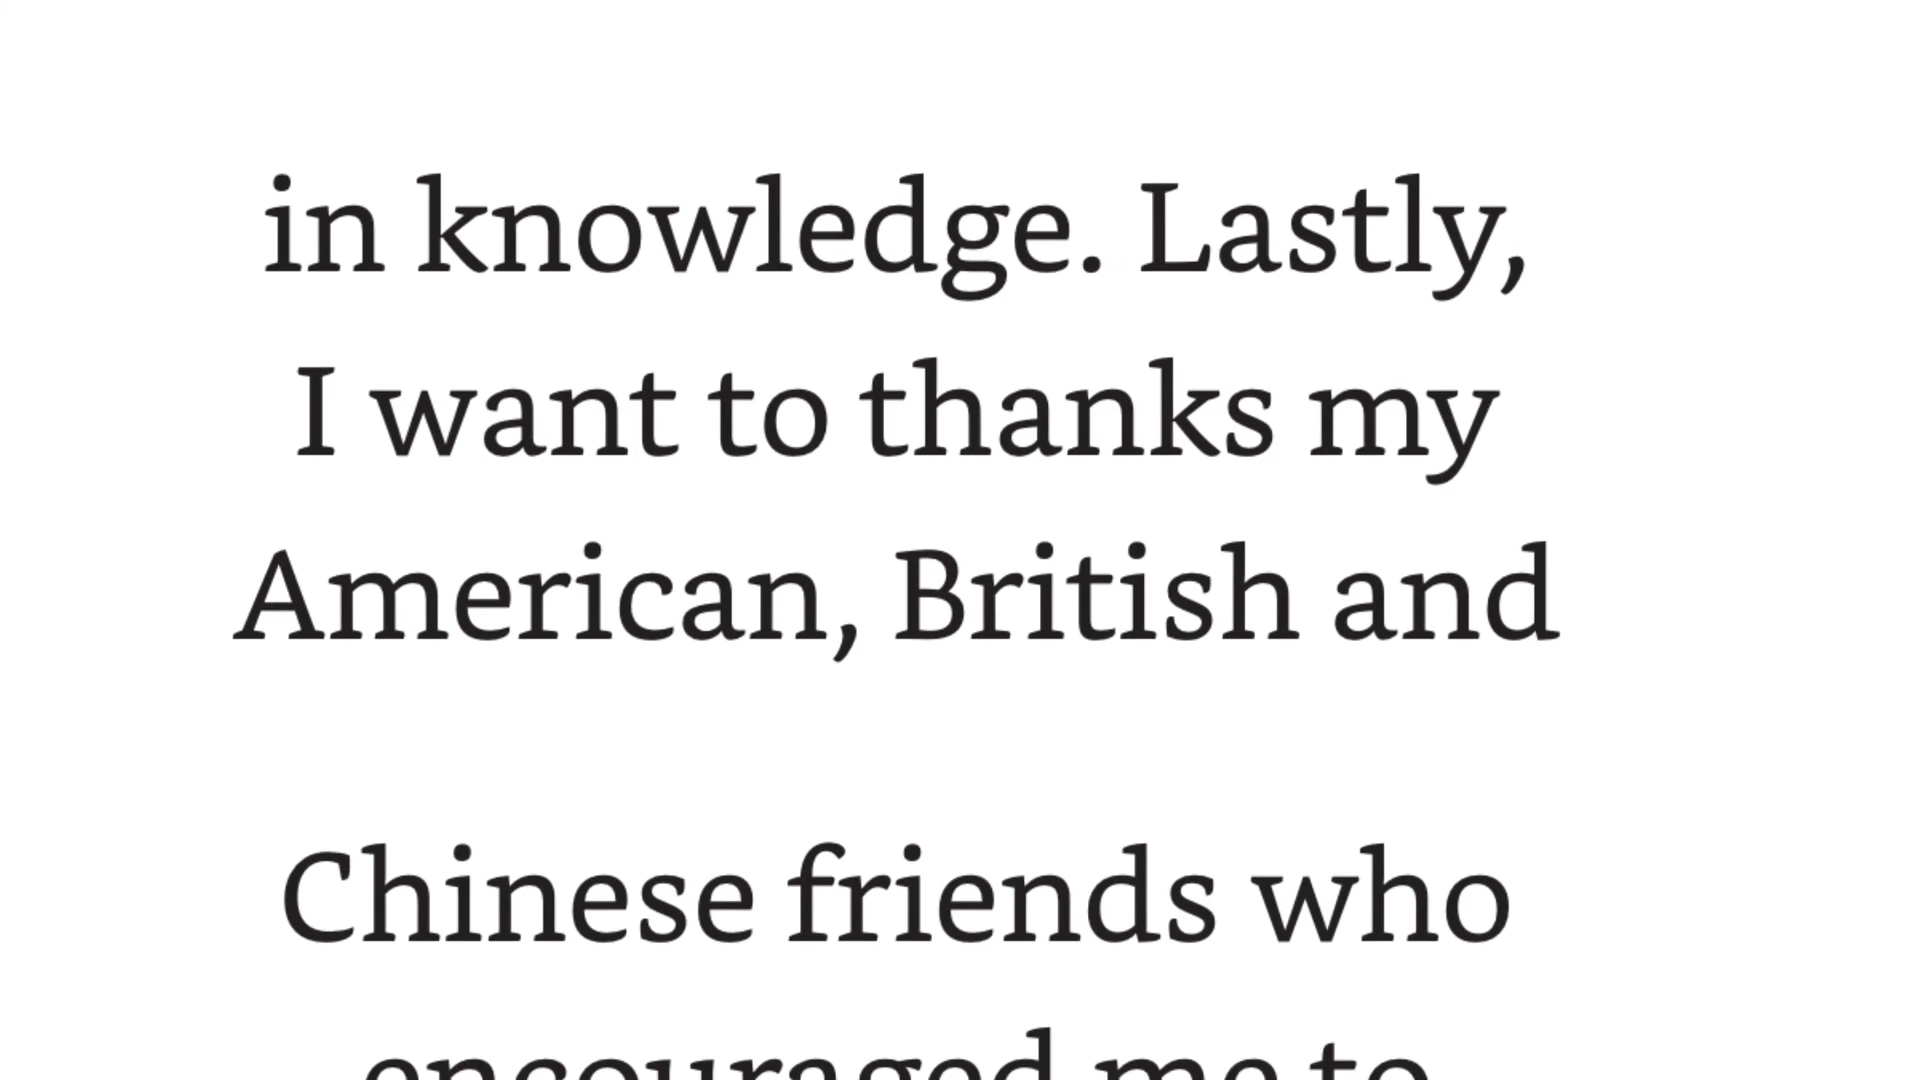 in knowledge. Lastly,
I want to thanks my
American, British and
Chinese friends who
encouraged me to